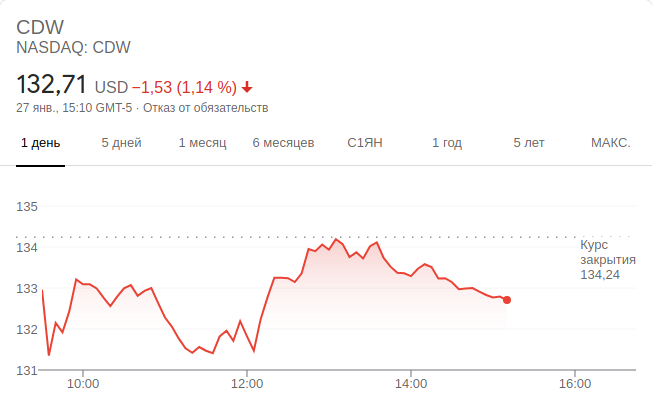 CDW
NASDAQ: CDW
132,71 USD −1,53 (1,14 %)
27 янв., 15:10 GMT-5 · Отказ от обязательств
1 день 5 дней 1 месяц 6 месяцев С1ЯН 1 год 5 лет МАКС.
135
134
133
132
131
Курс
закрытия
134,24
10:00 12:00 14:00 16:00